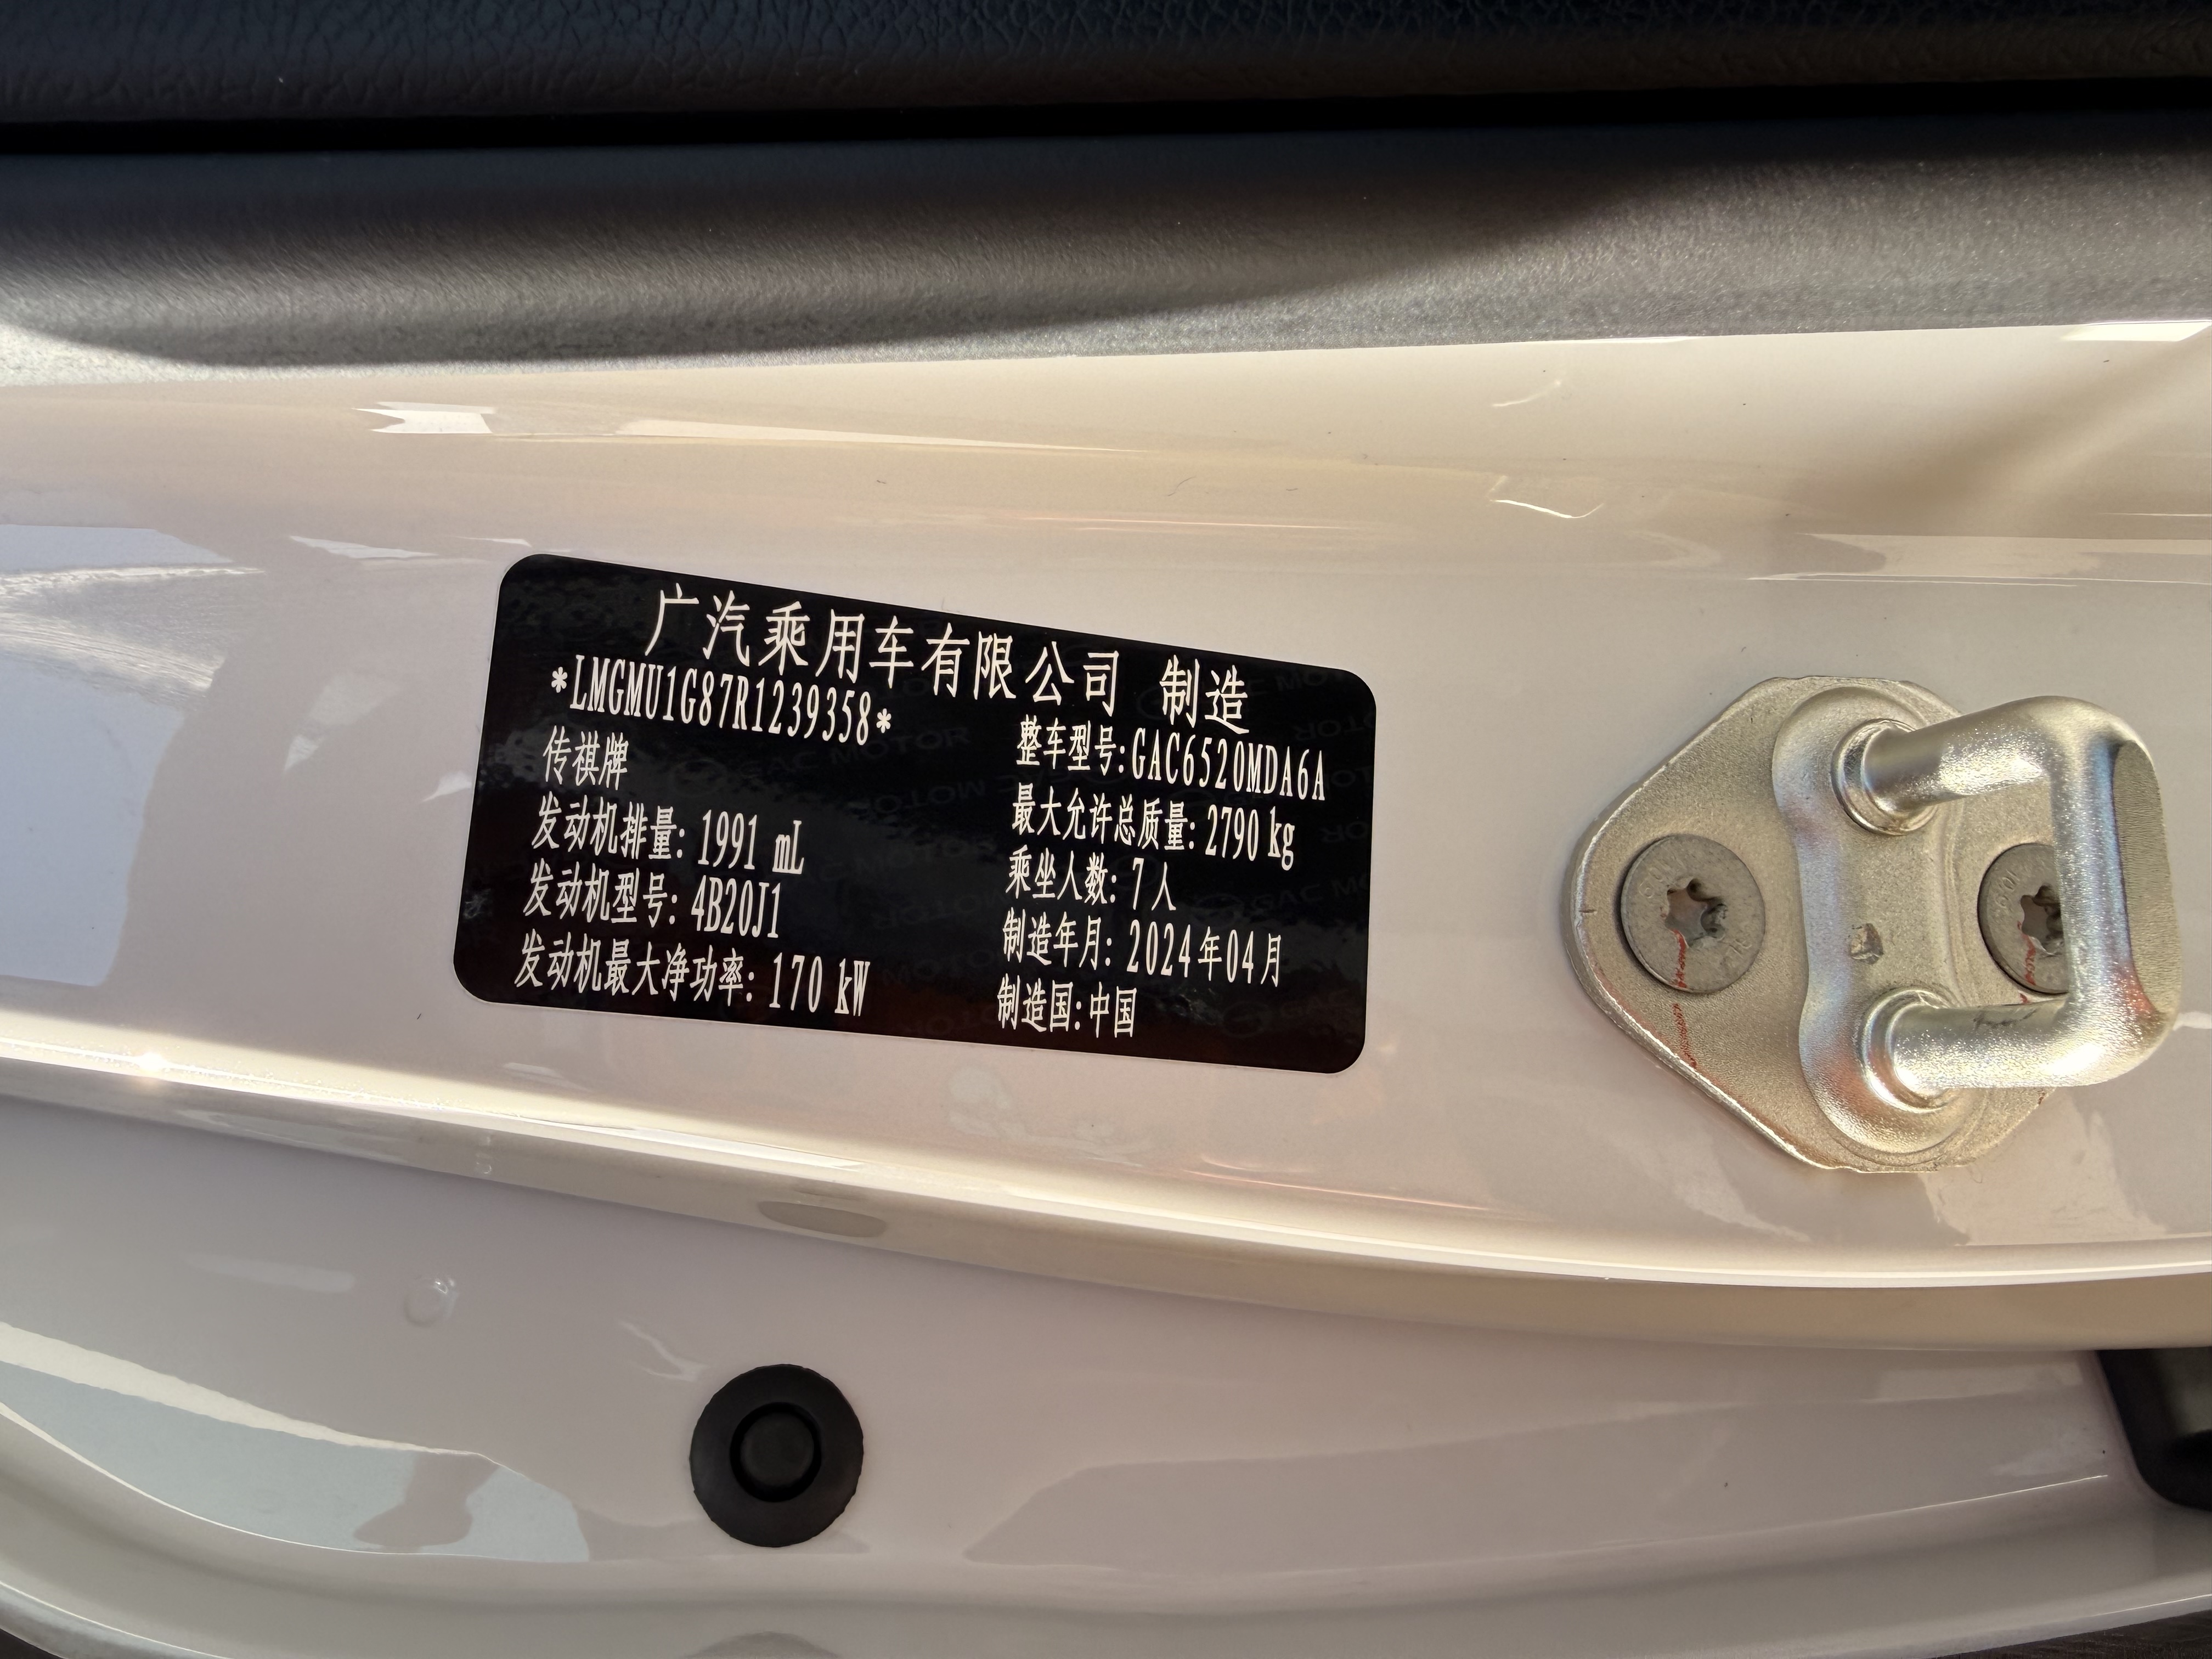 广汽乘用车有限公司 制造
*LMGMU1G87R1239358*
传祺牌
发动机排量: 1991 mL
发动机型号: 4B20J1
发动机最大净功率: 170 kW
整车型号:GAC6520MDA6A
最大允许总质量: 2790 kg
乘坐人数: 7人
制造年月: 2024年04月
制造国:中国